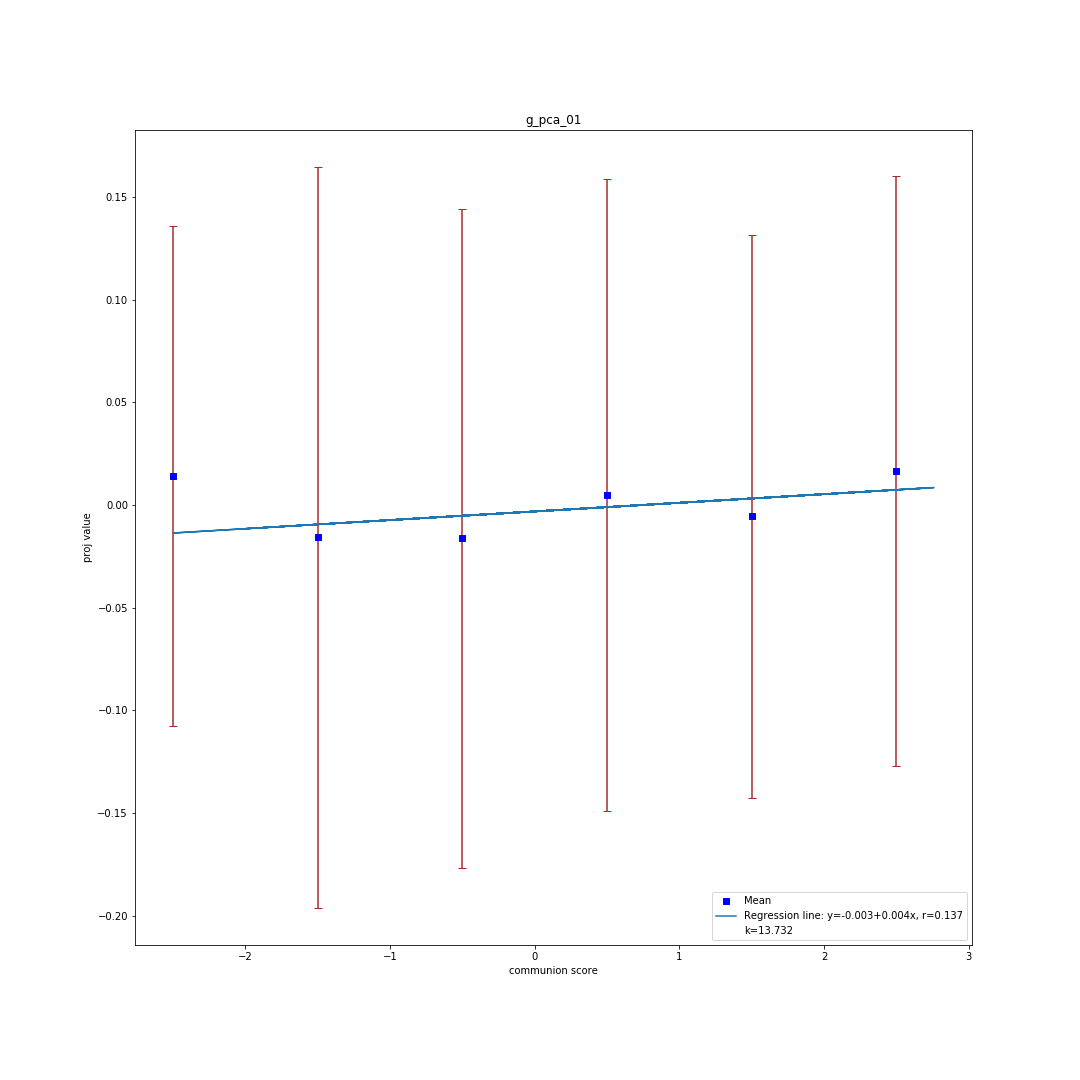 g_pca_01
0.15
0.10
0.05
0.00
−0.05
−0.10
−0.15
−0.20
proj value
−2
−1
0
1
2
3
communion score
Mean
Regression line: y=-0.003+0.004x, r=0.137
k=13.732